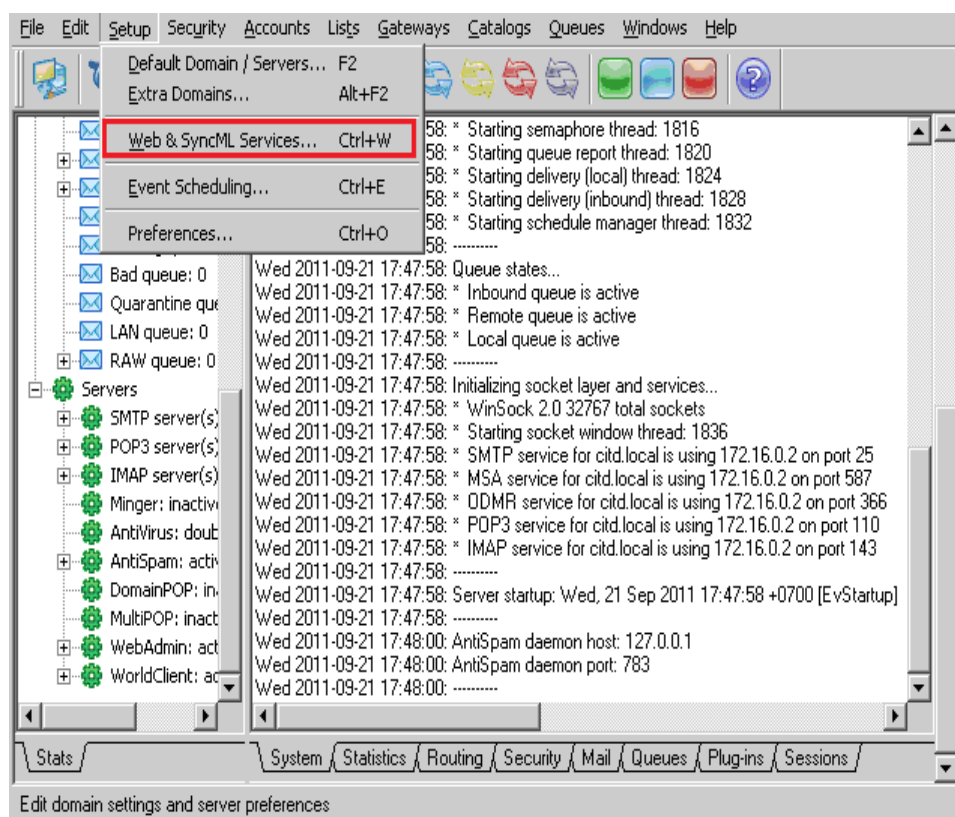 File Edit Setup Security Accounts Lists Gateways Catalogs Queues Windows Help
Default Domain / Servers... F2
Extra Domains... Alt+F2
Web & SyncML Services... Ctrl+W
Event Scheduling... Ctrl+E
Preferences... Ctrl+O
Bad queue: 0
Quarantine que
LAN queue: 0
RAW queue: 0
Servers
SMTP server(s)
POP3 server(s)
IMAP server(s)
Minger: inactiv
AntiVirus: doub
AntiSpam: activ
DomainPOP: in
MultiPOP: inact
WebAdmin: act
WorldClient: ac
58: * Starting semaphore thread: 1816
58: * Starting queue report thread: 1820
58: * Starting delivery (local) thread: 1824
58: * Starting delivery (inbound) thread: 1828
58: * Starting schedule manager thread: 1832
58: ----------
Wed 2011-09-21 17:47:58: Queue states...
Wed 2011-09-21 17:47:58: * Inbound queue is active
Wed 2011-09-21 17:47:58: * Remote queue is active
Wed 2011-09-21 17:47:58: * Local queue is active
Wed 2011-09-21 17:47:58: ----------
Wed 2011-09-21 17:47:58: Initializing socket layer and services...
Wed 2011-09-21 17:47:58: * WinSock 2.0 32767 total sockets
Wed 2011-09-21 17:47:58: * Starting socket window thread: 1836
Wed 2011-09-21 17:47:58: * SMTP service for citd.local is using 172.16.0.2 on port 25
Wed 2011-09-21 17:47:58: * MSA service for citd.local is using 172.16.0.2 on port 587
Wed 2011-09-21 17:47:58: * ODMR service for citd.local is using 172.16.0.2 on port 366
Wed 2011-09-21 17:47:58: * POP3 service for citd.local is using 172.16.0.2 on port 110
Wed 2011-09-21 17:47:58: * IMAP service for citd.local is using 172.16.0.2 on port 143
Wed 2011-09-21 17:47:58: ----------
Wed 2011-09-21 17:47:58: Server startup: Wed, 21 Sep 2011 17:47:58 +0700 [EvStartup]
Wed 2011-09-21 17:47:58: ----------
Wed 2011-09-21 17:48:00: AntiSpam daemon host: 127.0.0.1
Wed 2011-09-21 17:48:00: AntiSpam daemon port: 783
Wed 2011-09-21 17:48:00: ----------
Stats
System Statistics Routing Security Mail Queues Plug-ins Sessions
Edit domain settings and server preferences